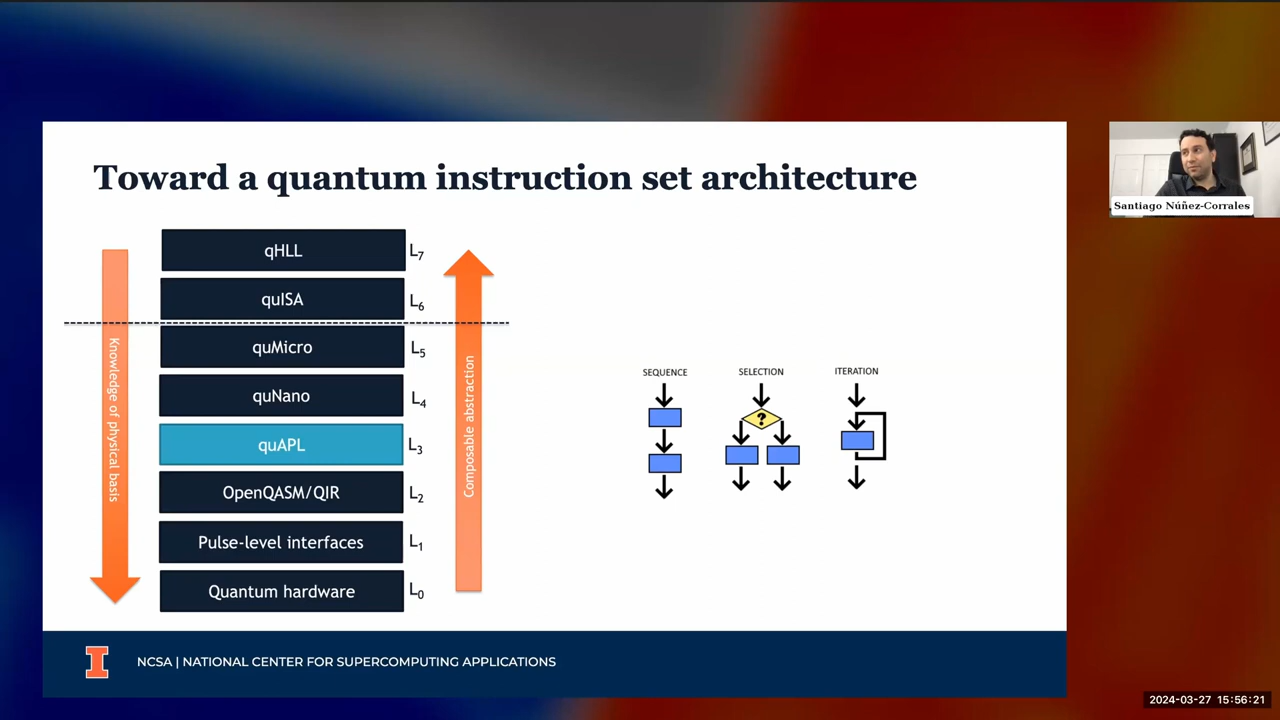 Toward a quantum instruction set architecture
qHLL L7
quISA L6
quMicro L5
quNano L4
quAPL L3
OpenQASM/QIR L2
Pulse-level interfaces L1
Quantum hardware L0
Knowledge of physical basis
Composable abstraction
SEQUENCE SELECTION ITERATION
?
NCSA | NATIONAL CENTER FOR SUPERCOMPUTING APPLICATIONS
Santiago Núñez-Corrales
2024-03-27 15:56:21